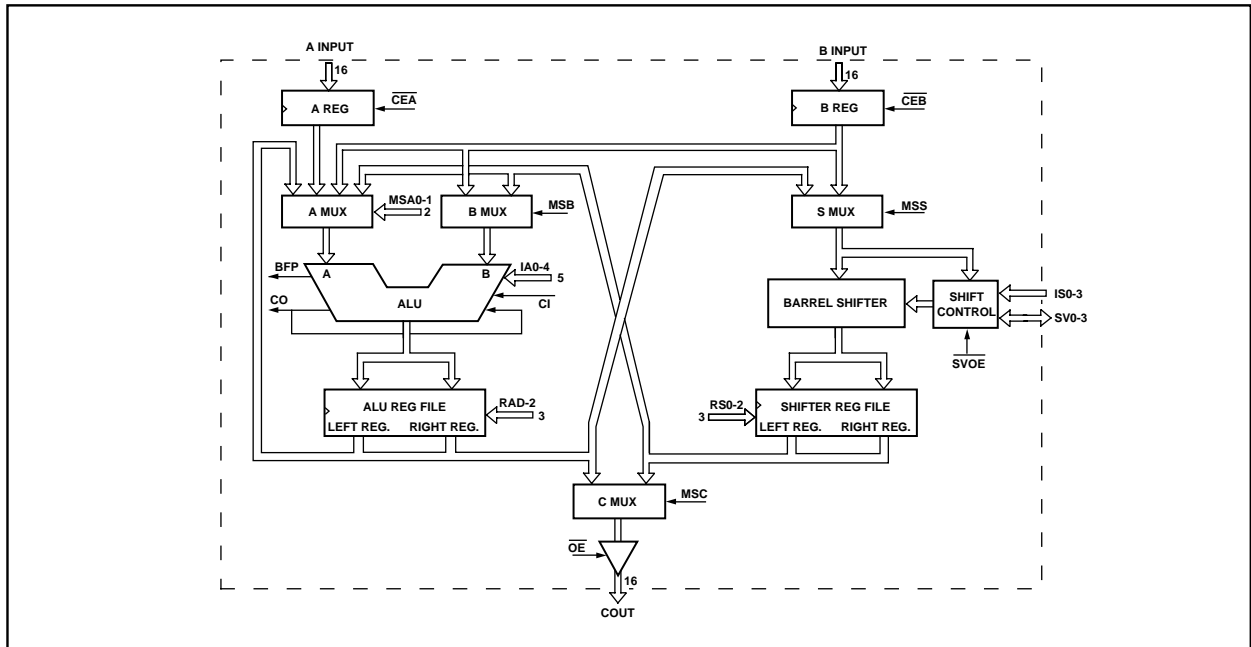 A INPUT
B INPUT
16
16
A REG
CEA
B REG
CEB
A MUX
MSA0-1
2
B MUX
MSB
S MUX
MSS
BFP
A
B
IA0-4
5
CO
ALU
CI
BARREL SHIFTER
SHIFT
CONTROL
IS0-3
SV0-3
SVOE
ALU REG FILE
LEFT REG. RIGHT REG.
RAD-2
3
RS0-2
3
SHIFTER REG FILE
LEFT REG. RIGHT REG.
C MUX
MSC
OE
16
COUT